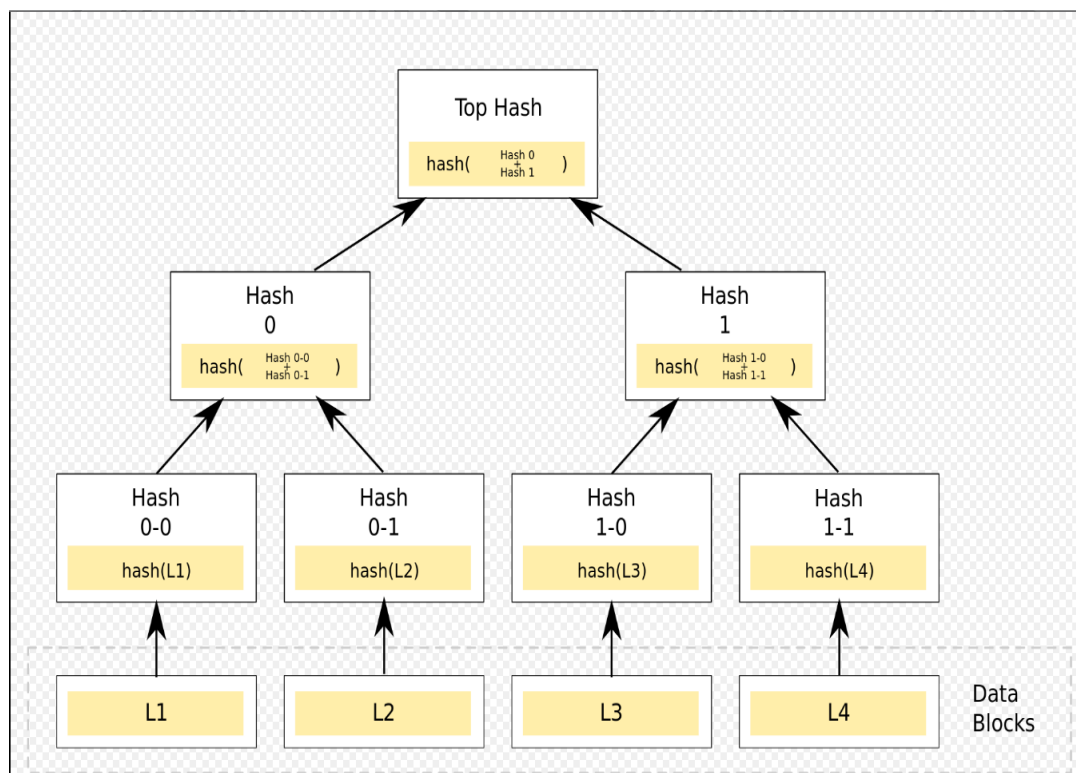 Top Hash
hash( Hash 0 + Hash 1 )
Hash
0
hash( Hash 0-0 + Hash 0-1 )
Hash
1
hash( Hash 1-0 + Hash 1-1 )
Hash
0-0
hash(L1)
Hash
0-1
hash(L2)
Hash
1-0
hash(L3)
Hash
1-1
hash(L4)
L1
L2
L3
L4
Data
Blocks